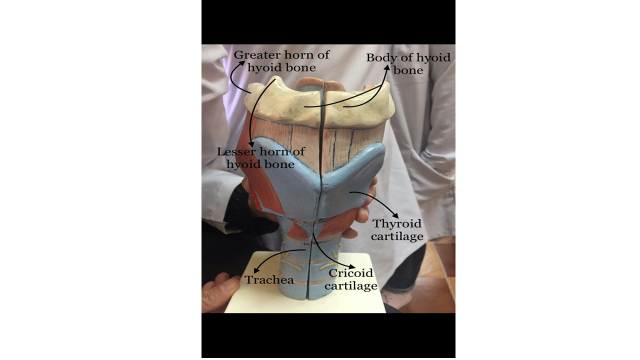 Greater horn of
hyoid bone
Body of hyoid
bone
Lesser horn of
hyoid bone
Thyroid
cartilage
Trachea
Cricoid
cartilage